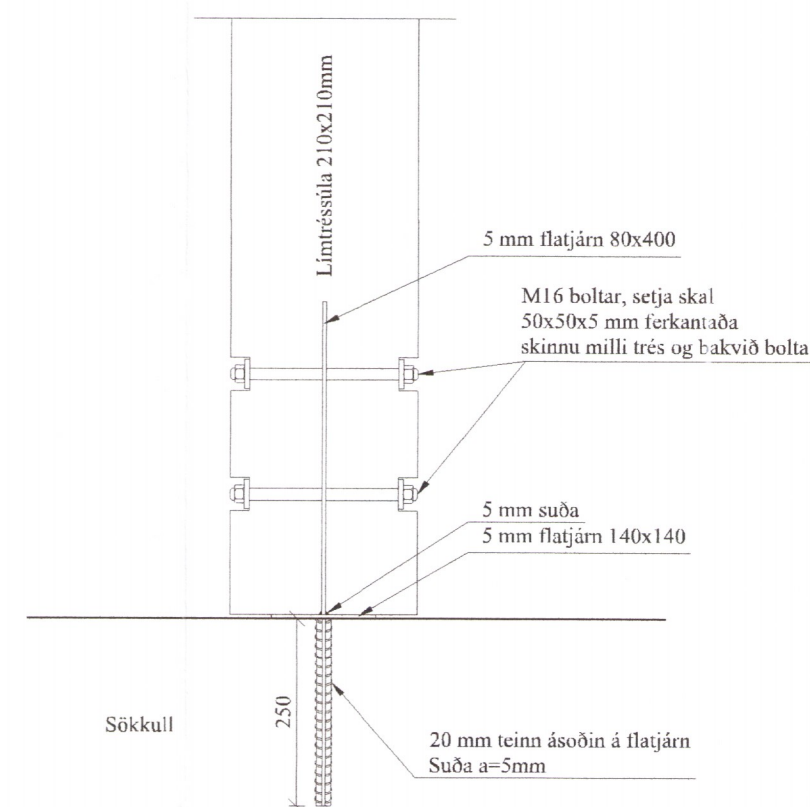 Límtréssúla 210x210mm
5 mm flatjárn 80x400
M16 boltar, setja skal
50x50x5 mm ferkantaða
skinnu milli trés og bakvið bolta
5 mm suða
5 mm flatjárn 140x140
250
Sökkull
20 mm teinn ásoðin á flatjárn
Suða a=5mm